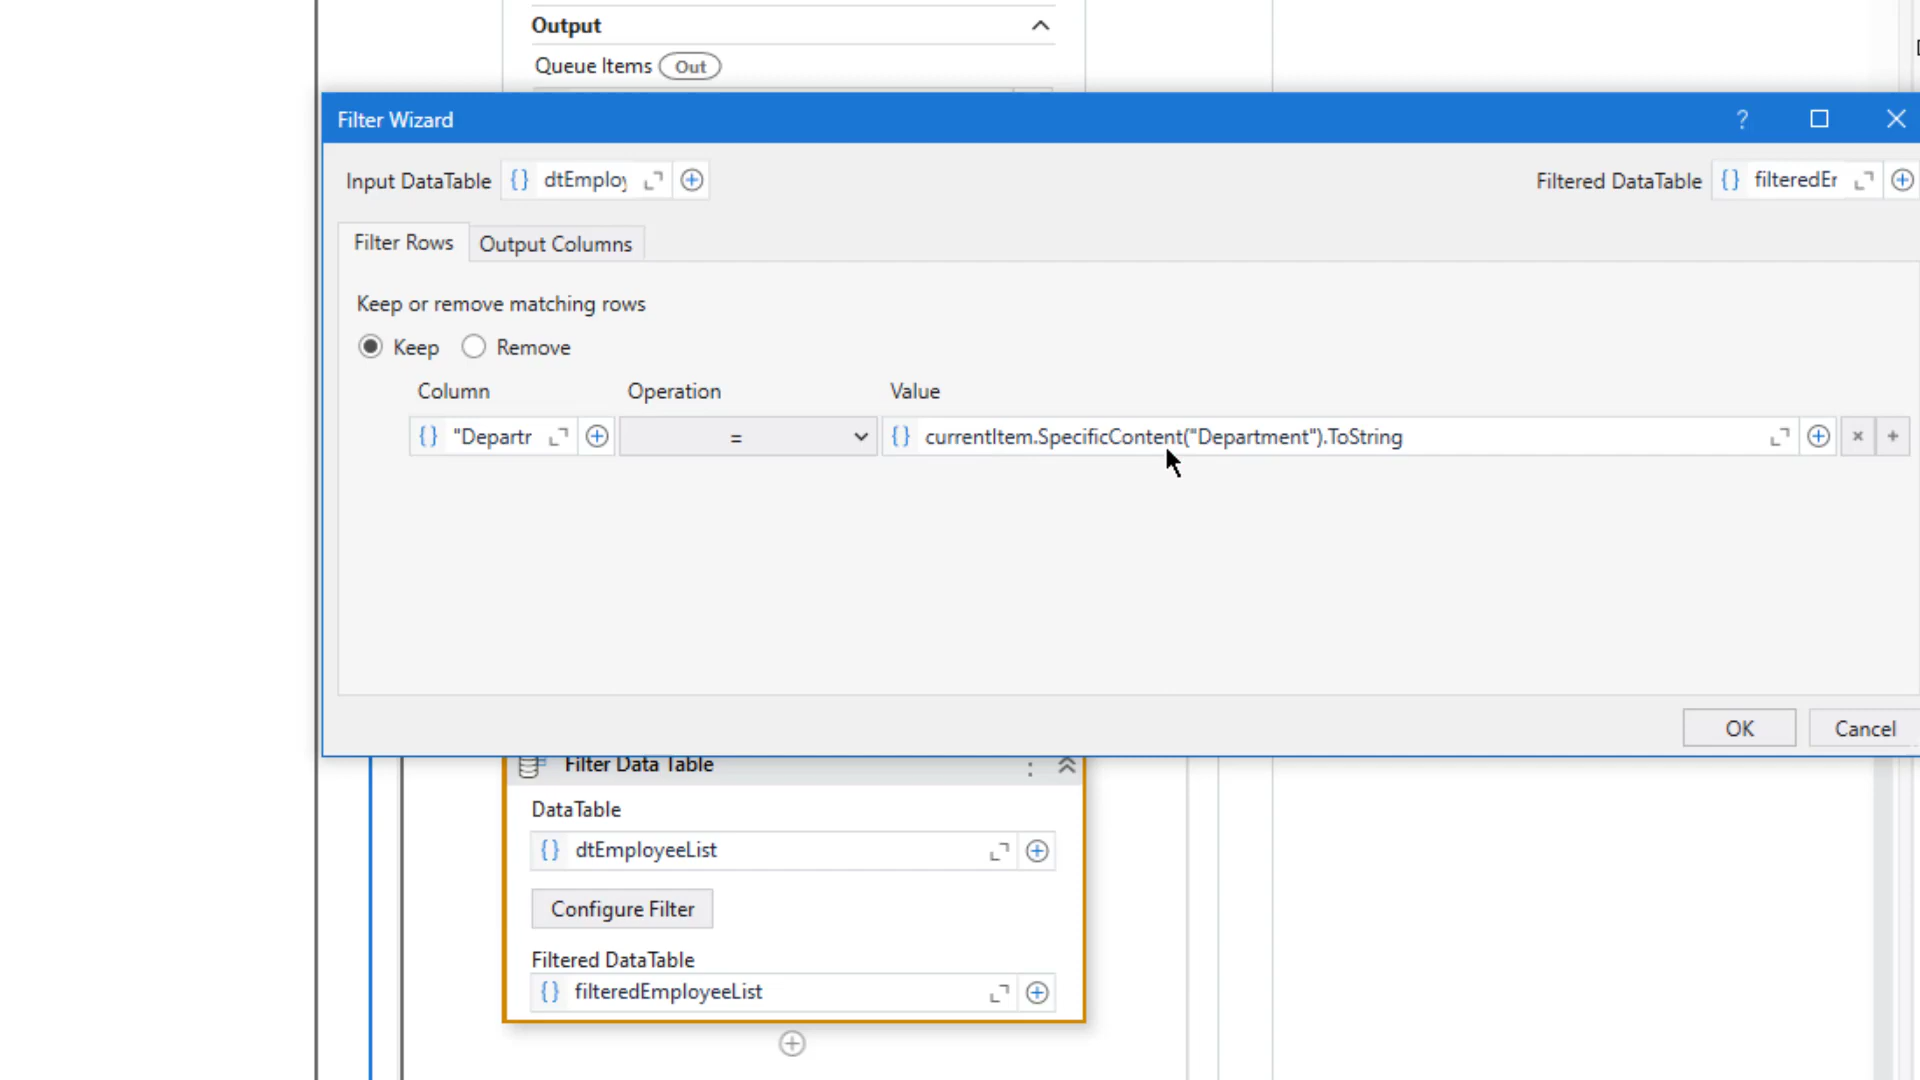 Output
Queue Items Out
Filter Wizard
?
Input DataTable {} dtEmploy
Filtered DataTable {} filteredEr
Filter Rows Output Columns
Keep or remove matching rows
Keep Remove
Column Operation Value
{} "Departr = {} currentItem.SpecificContent("Department").ToString
OK Cancel
Filter Data Table
DataTable
{} dtEmployeeList
Configure Filter
Filtered DataTable
{} filteredEmployeeList